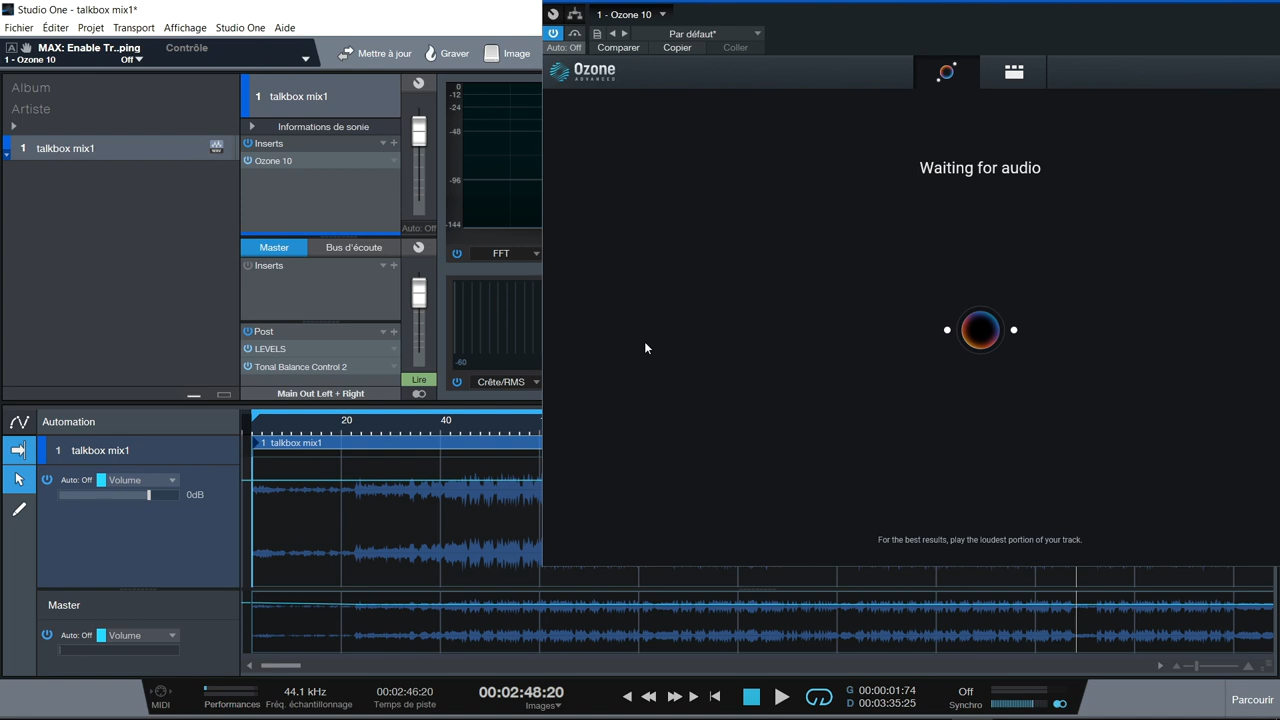 Studio One - talkbox mix1*
Fichier Éditer Projet Transport Affichage Studio One Aide
A MAX: Enable Tr..ping Contrôle
1 - Ozone 10 Off
Mettre à jour Graver Image
Album
Artiste
1 talkbox mix1 WAV
1 talkbox mix1
Informations de sonie
Inserts
Ozone 10
Auto: Off
Master Bus d'écoute
Inserts
Post
LEVELS
Tonal Balance Control 2
Lire
Main Out Left + Right
0
-12
-24
-48
-96
-144
FFT
-60
Crête/RMS
1 - Ozone 10
Par défaut*
Auto: Off Comparer Copier Coller
Ozone
ADVANCED
Waiting for audio
For the best results, play the loudest portion of your track.
Automation
20 40
1 talkbox mix1
1 talkbox mix1
Auto: Off Volume
0dB
Master
Auto: Off Volume
MIDI
Performances
44.1 kHz
Fréq. échantillonnage
00:02:46:20
Temps de piste
00:02:48:20
Images
G 00:00:01:74
D 00:03:35:25
Off
Synchro
Parcourir